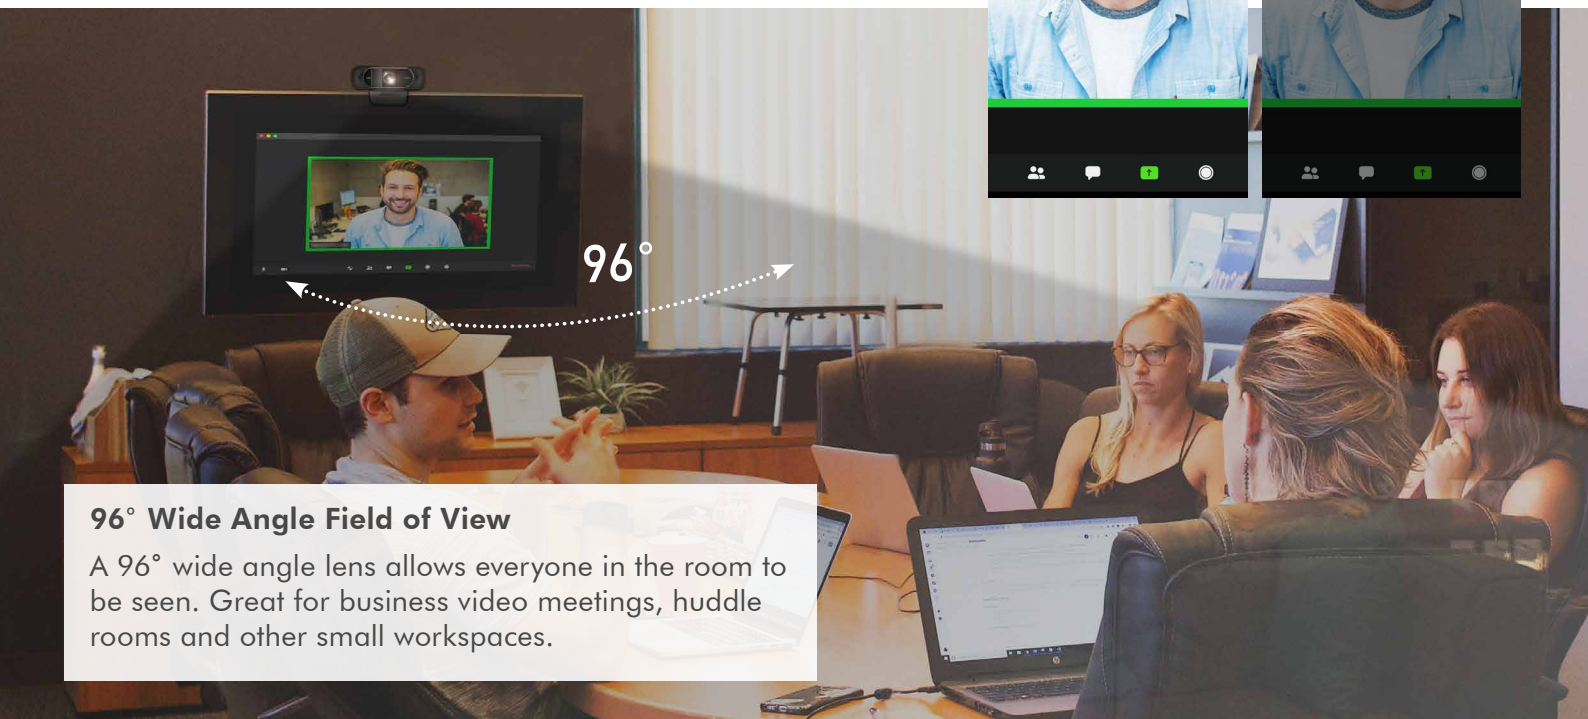 96°
96° Wide Angle Field of View
A 96° wide angle lens allows everyone in the room to
be seen. Great for business video meetings, huddle
rooms and other small workspaces.